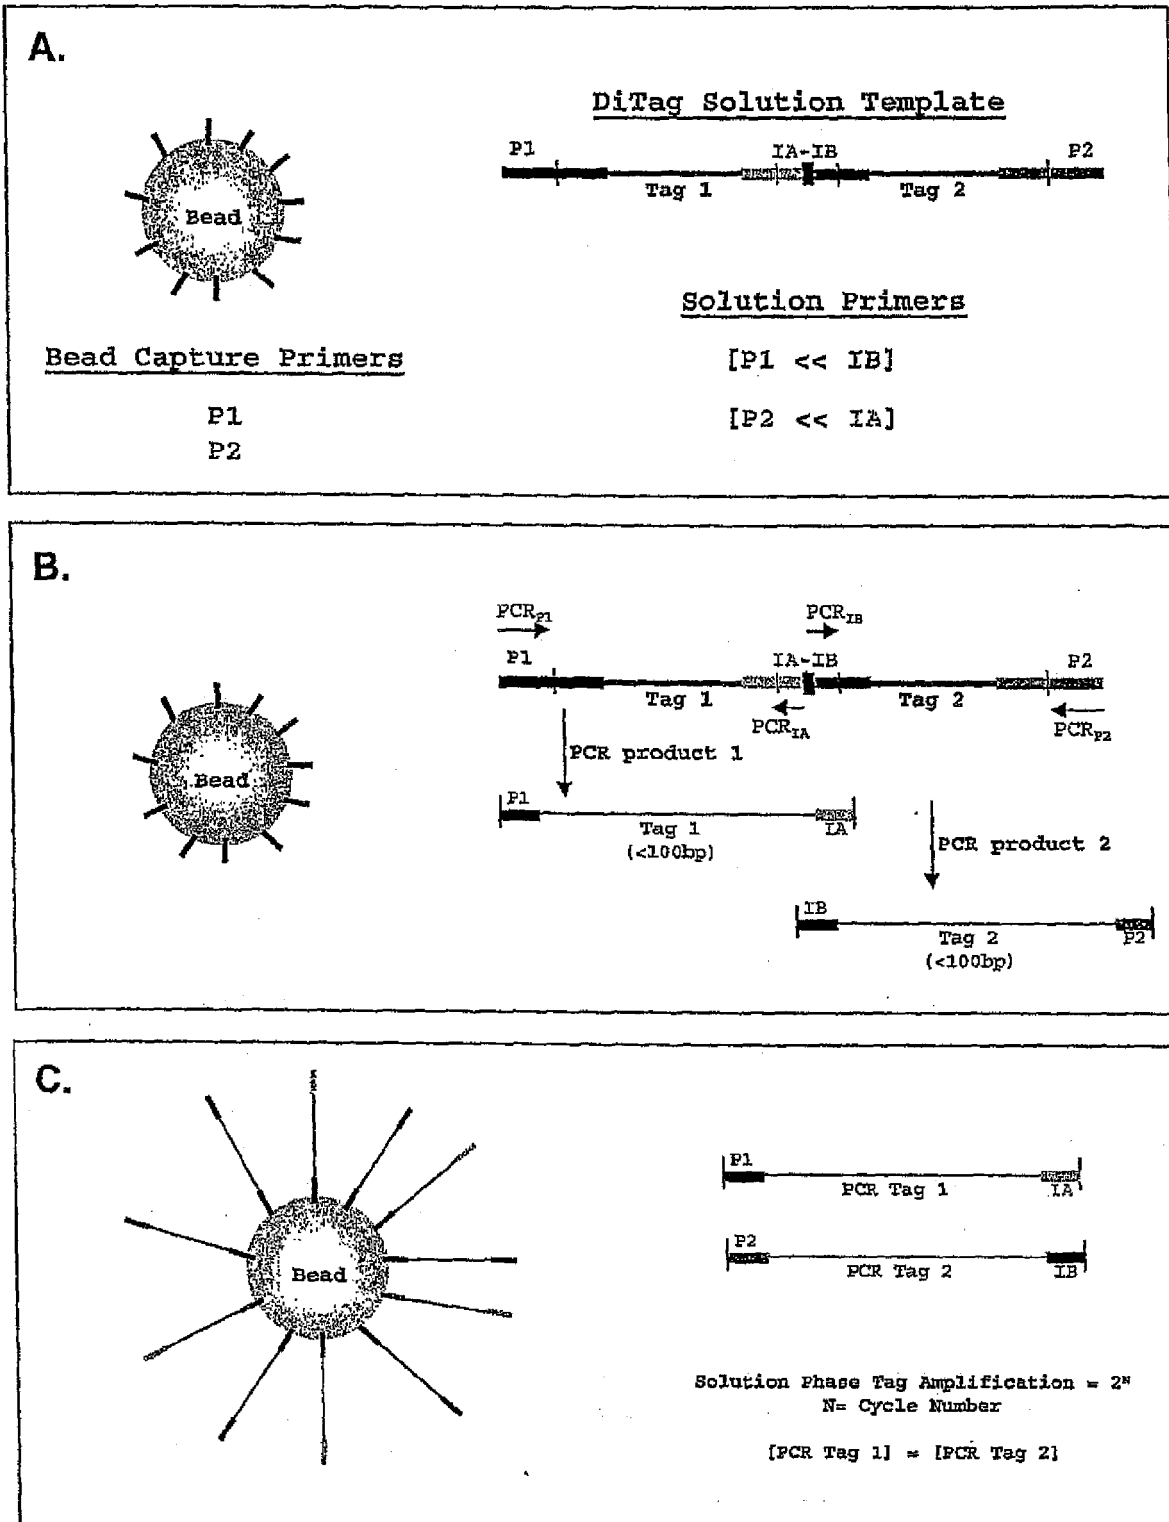 A.
DiTag Solution Template
P1 IA-IB P2
Tag 1 Tag 2
Bead
Solution Primers
Bead Capture Primers
[P1 << IB]
P1
[P2 << IA]
P2
B.
PCRP1 PCRIB
P1 IA-IB P2
Tag 1 Tag 2
PCRIA PCRP2
PCR product 1
Bead
P1
Tag 1 IA
(<100bp)
PCR product 2
IB
Tag 2 P2
(<100bp)
C.
P1
PCR Tag 1 IA
P2
PCR Tag 2 IB
Bead
Solution Phase Tag Amplification = 2ᴺ
N= Cycle Number
[PCR Tag 1] = [PCR Tag 2]